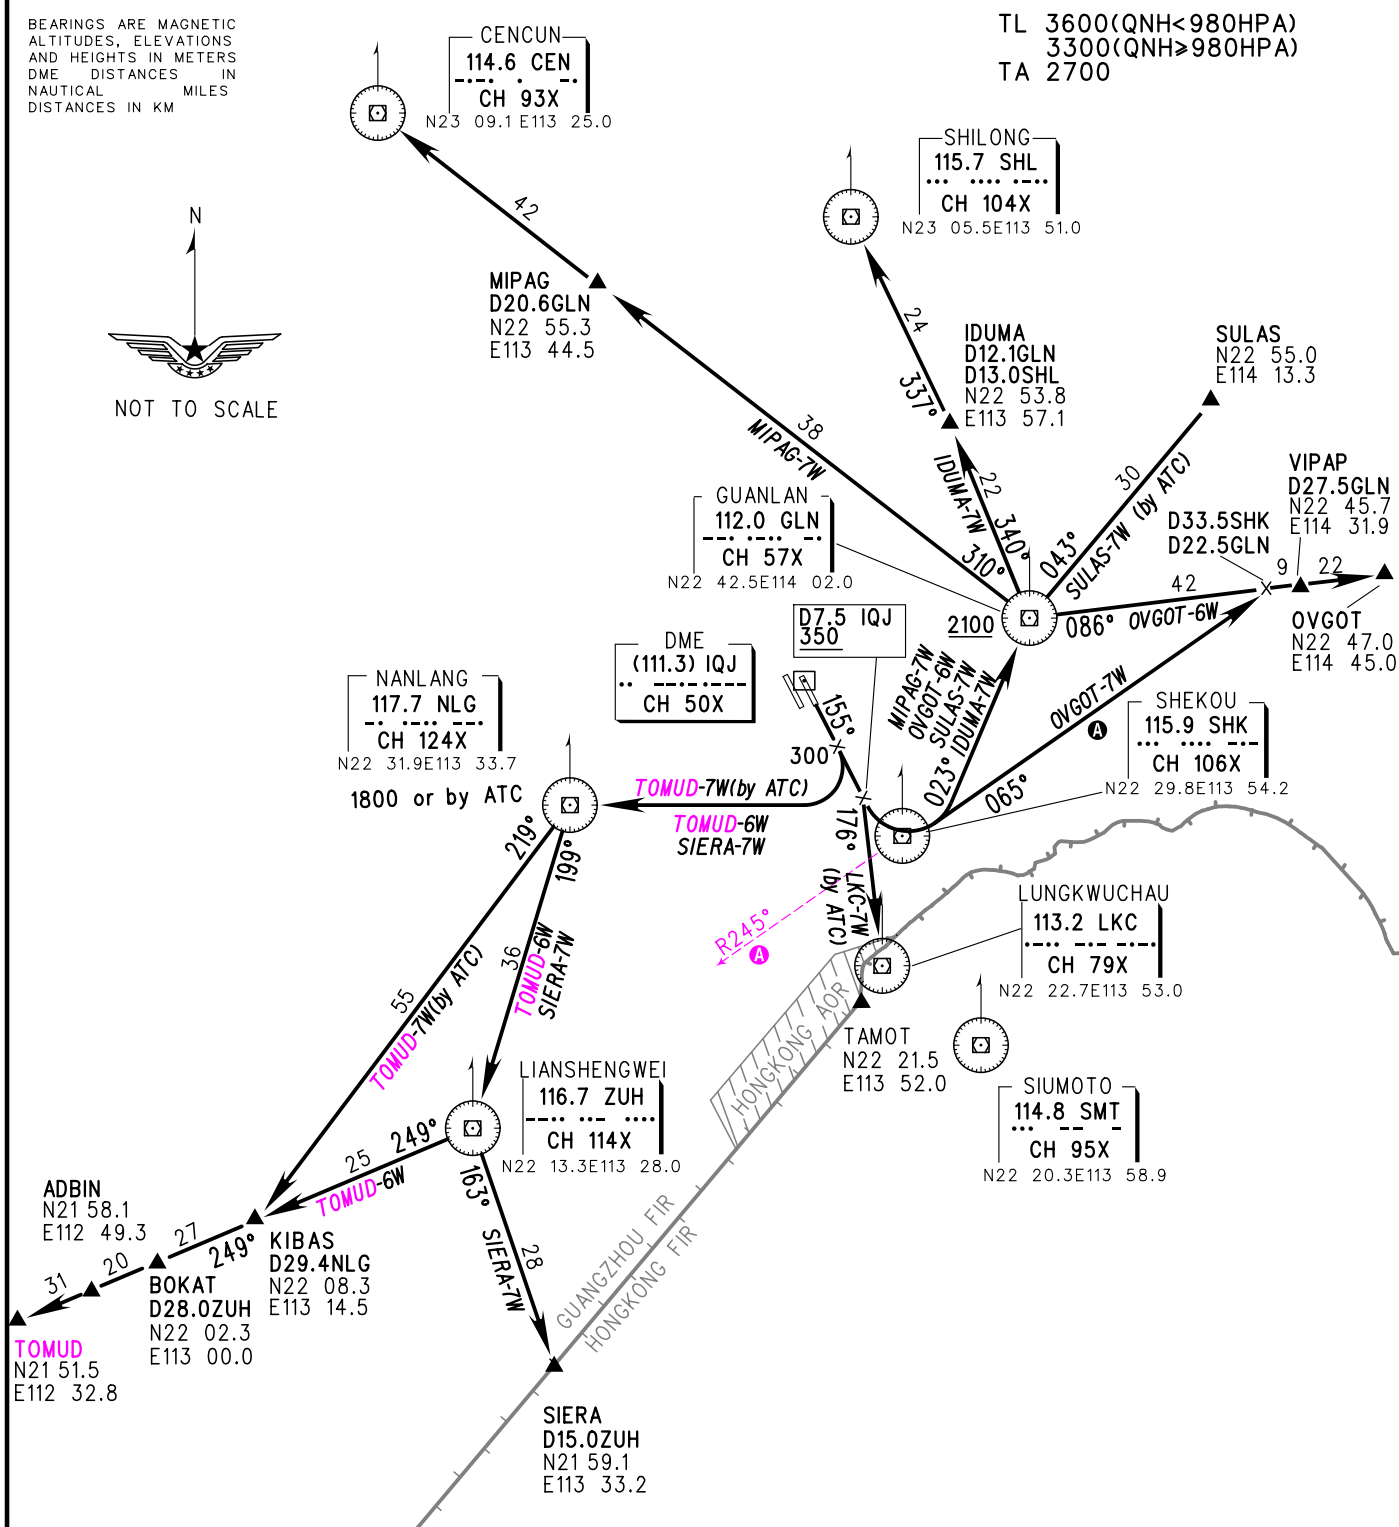 BEARINGS ARE MAGNETIC
ALTITUDES, ELEVATIONS
AND HEIGHTS IN METERS
DME DISTANCES IN
NAUTICAL MILES
DISTANCES IN KM
TL 3600(QNH<980HPA)
3300(QNH≥980HPA)
TA 2700
CENCUN
114.6 CEN
CH 93X
N23 09.1 E113 25.0
SHILONG
115.7 SHL
CH 104X
N23 05.5E113 51.0
N
NOT TO SCALE
42
MIPAG
D20.6GLN
N22 55.3
E113 44.5
24
337°
IDUMA
D12.1GLN
D13.0SHL
N22 53.8
E113 57.1
SULAS
N22 55.0
E114 13.3
38
MIPAG-7W
IDUMA-7W
22
340°
310°
30
043°
SULAS-7W (by ATC)
VIPAP
D27.5GLN
N22 45.7
E114 31.9
D33.5SHK
D22.5GLN
GUANLAN
112.0 GLN
CH 57X
N22 42.5E114 02.0
9
22
42
086° OVGOT-6W
2100
OVGOT
N22 47.0
E114 45.0
D7.5 IQJ
350
DME
(111.3) IQJ
CH 50X
NANLANG
117.7 NLG
CH 124X
N22 31.9E113 33.7
1800 or by ATC
155°
300
MIPAG-7W
OVGOT-6W
SULAS-7W
023° IDUMA-7W
OVGOT-7W
A
065°
SHEKOU
115.9 SHK
CH 106X
N22 29.8E113 54.2
TOMUD-7W(by ATC)
TOMUD-6W
SIERA-7W
176°
LKC-7W
(by ATC)
R245°
A
219°
199°
LUNGKWUCHAU
113.2 LKC
CH 79X
N22 22.7E113 53.0
36
TOMUD-6W
SIERA-7W
55
TOMUD-7W(by ATC)
HONGKONG AOR
TAMOT
N22 21.5
E113 52.0
SIUMOTO
114.8 SMT
CH 95X
N22 20.3E113 58.9
LIANSHENGWEI
116.7 ZUH
CH 114X
N22 13.3E113 28.0
249°
25
TOMUD-6W
163°
SIERA-7W
28
GUANGZHOU FIR
HONGKONG FIR
ADBIN
N21 58.1
E112 49.3
27
249°
20
31
KIBAS
D29.4NLG
N22 08.3
E113 14.5
BOKAT
D28.0ZUH
N22 02.3
E113 00.0
TOMUD
N21 51.5
E112 32.8
SIERA
D15.0ZUH
N21 59.1
E113 33.2